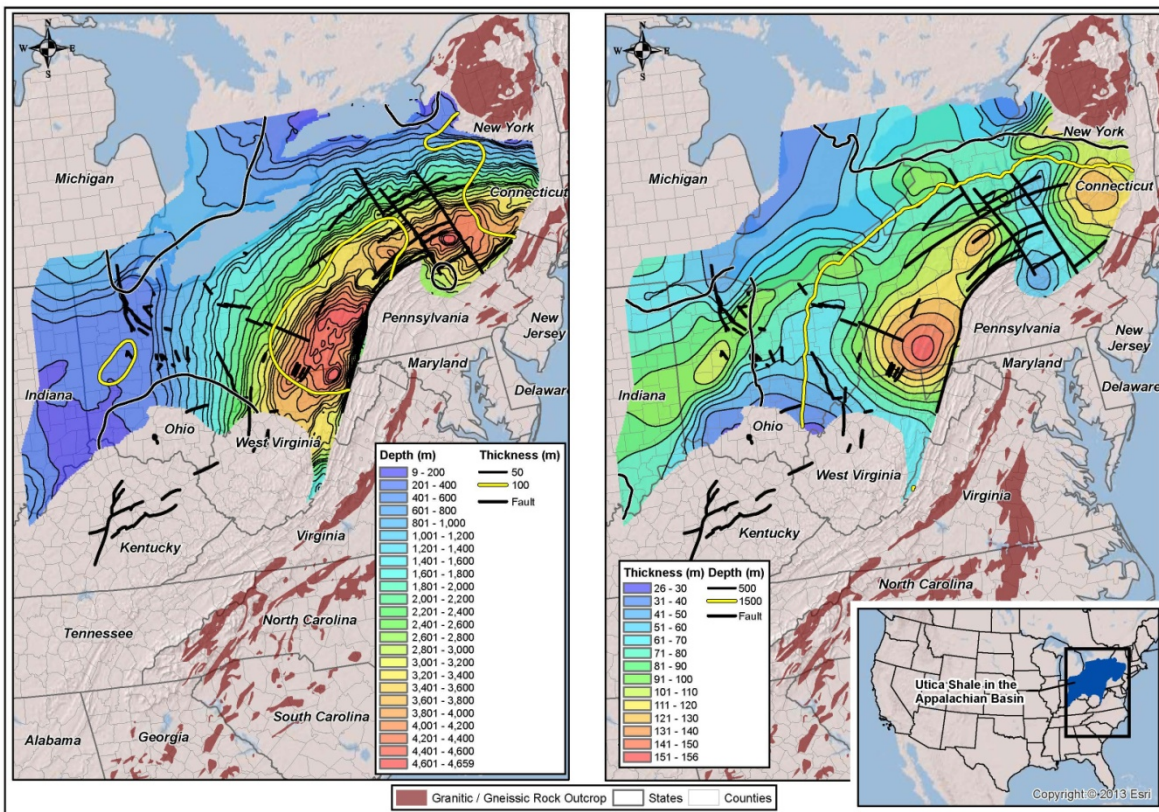 N
W E
S
New York
Michigan
Connecticut
Pennsylvania
New
Jersey
Maryland
Indiana
Delaware
Ohio
West Virginia
Kentucky
Virginia
Tennessee
North Carolina
South Carolina
Alabama
Georgia
Depth (m)
9 - 200
201 - 400
401 - 600
601 - 800
801 - 1,000
1,001 - 1,200
1,201 - 1,400
1,401 - 1,600
1,601 - 1,800
1,801 - 2,000
2,001 - 2,200
2,201 - 2,400
2,401 - 2,600
2,601 - 2,800
2,801 - 3,000
3,001 - 3,200
3,201 - 3,400
3,401 - 3,600
3,601 - 3,800
3,801 - 4,000
4,001 - 4,200
4,201 - 4,400
4,401 - 4,600
4,601 - 4,659
Thickness (m)
50
100
Fault
N
W E
S
New York
Michigan
Connecticut
Pennsylvania
New
Jersey
Maryland
Indiana
Delaware
Ohio
West Virginia
Virginia
Kentucky
North Carolina
Thickness (m)
26 - 30
31 - 40
41 - 50
51 - 60
61 - 70
71 - 80
81 - 90
91 - 100
101 - 110
111 - 120
121 - 130
131 - 140
141 - 150
151 - 156
Depth (m)
500
1500
Fault
Utica Shale in the
Appalachian Basin
Copyright:© 2013 Esri
Granitic / Gneissic Rock Outcrop States Counties